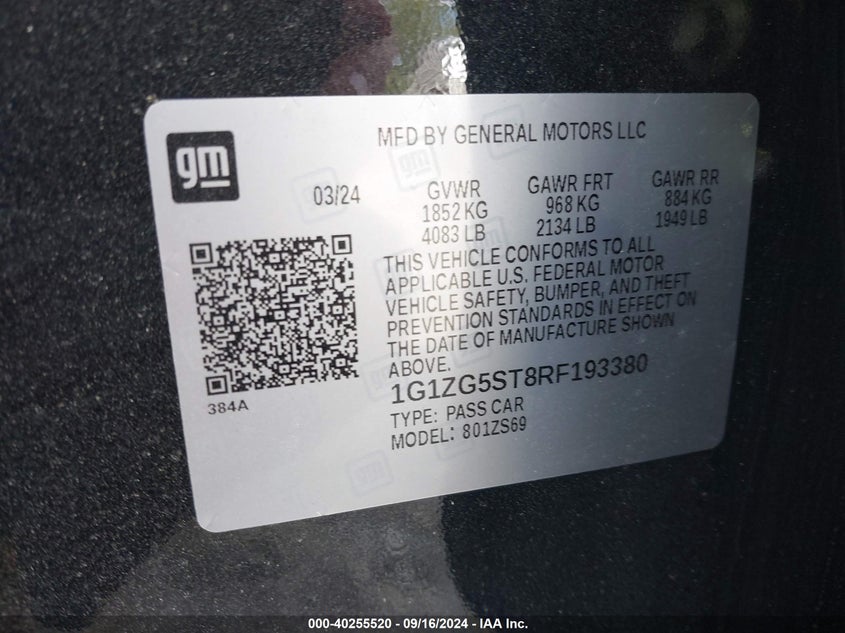 gm
MFD BY GENERAL MOTORS LLC
03/24
GVWR
1852 KG
4083 LB
GAWR FRT
968 KG
2134 LB
GAWR RR
884 KG
1949 LB
THIS VEHICLE CONFORMS TO ALL
APPLICABLE U.S. FEDERAL MOTOR
VEHICLE SAFETY, BUMPER, AND THEFT
PREVENTION STANDARDS IN EFFECT ON
THE DATE OF MANUFACTURE SHOWN
ABOVE.
384A
1G1ZG5ST8RF193380
TYPE: PASS CAR
MODEL: 801ZS69
000-40255520 - 09/16/2024 - IAA Inc.